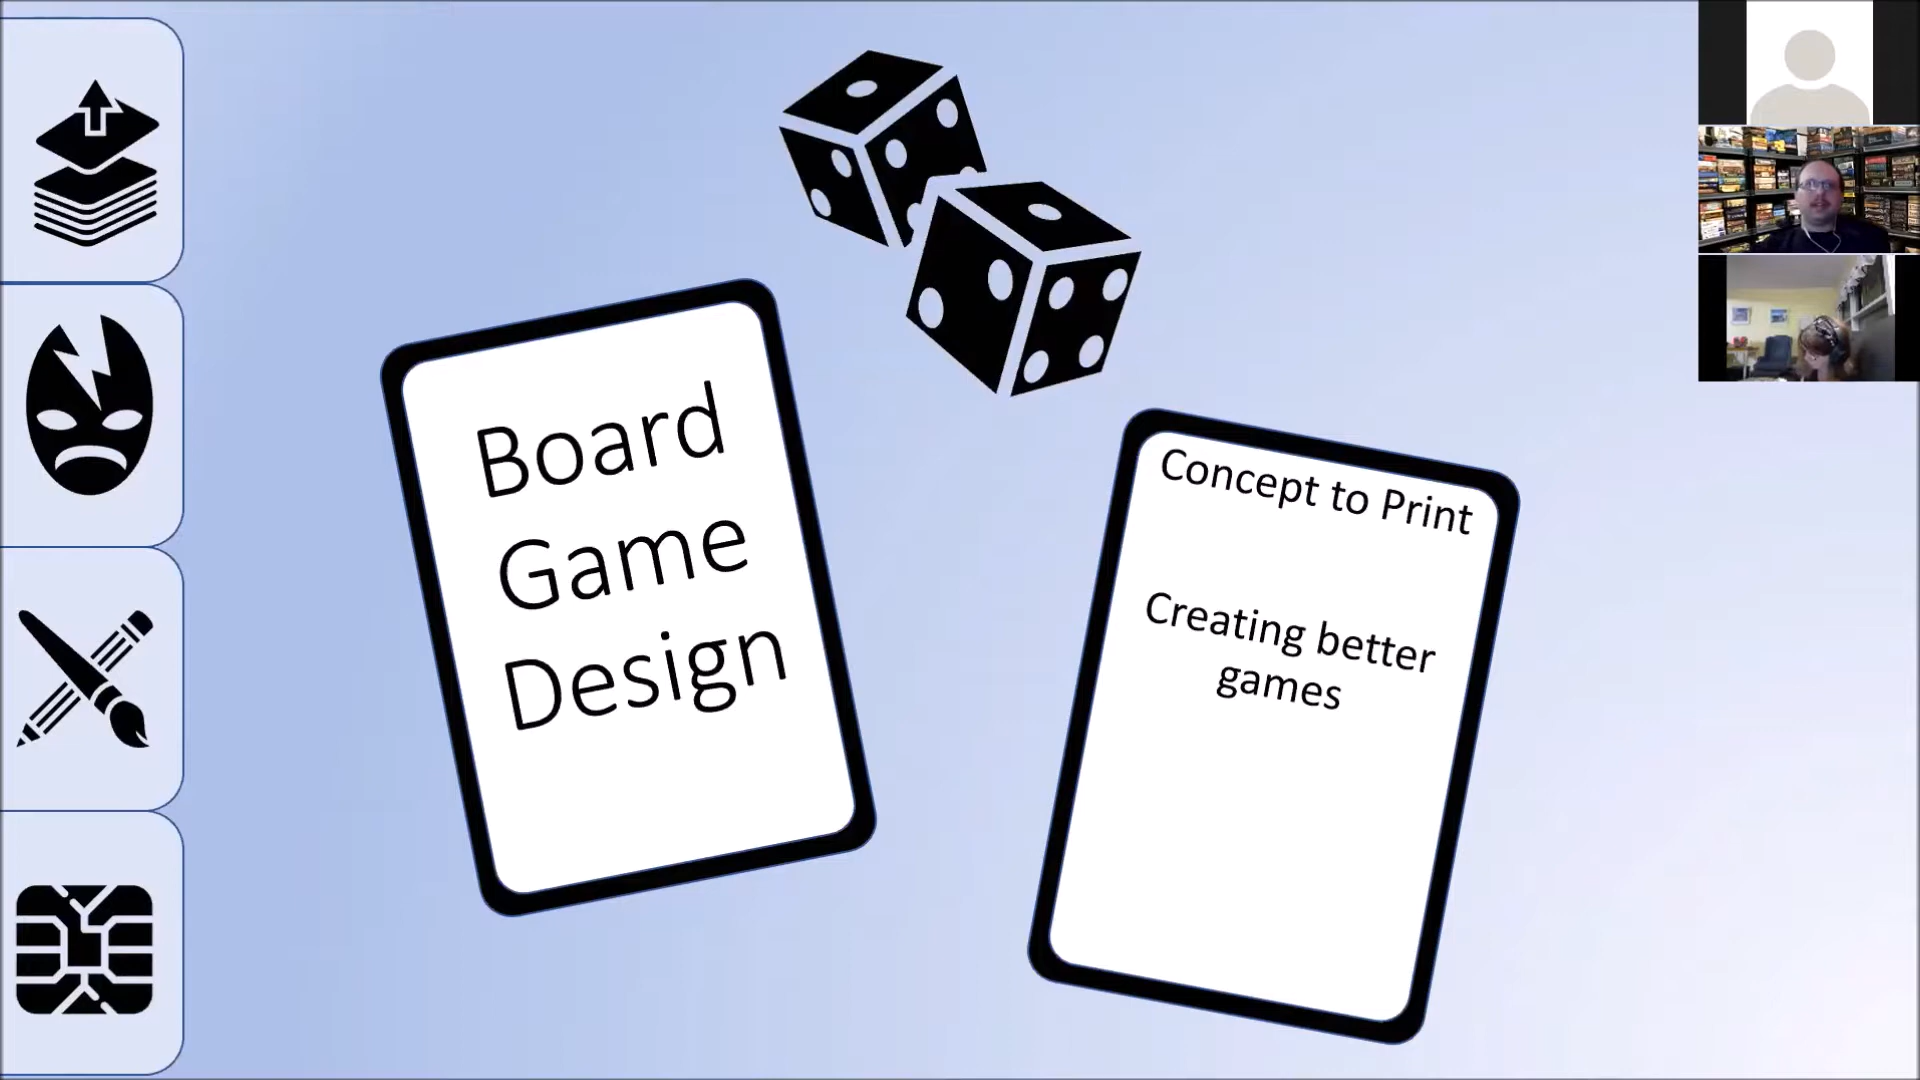 Board
Game
Design
Concept to Print
Creating better
games